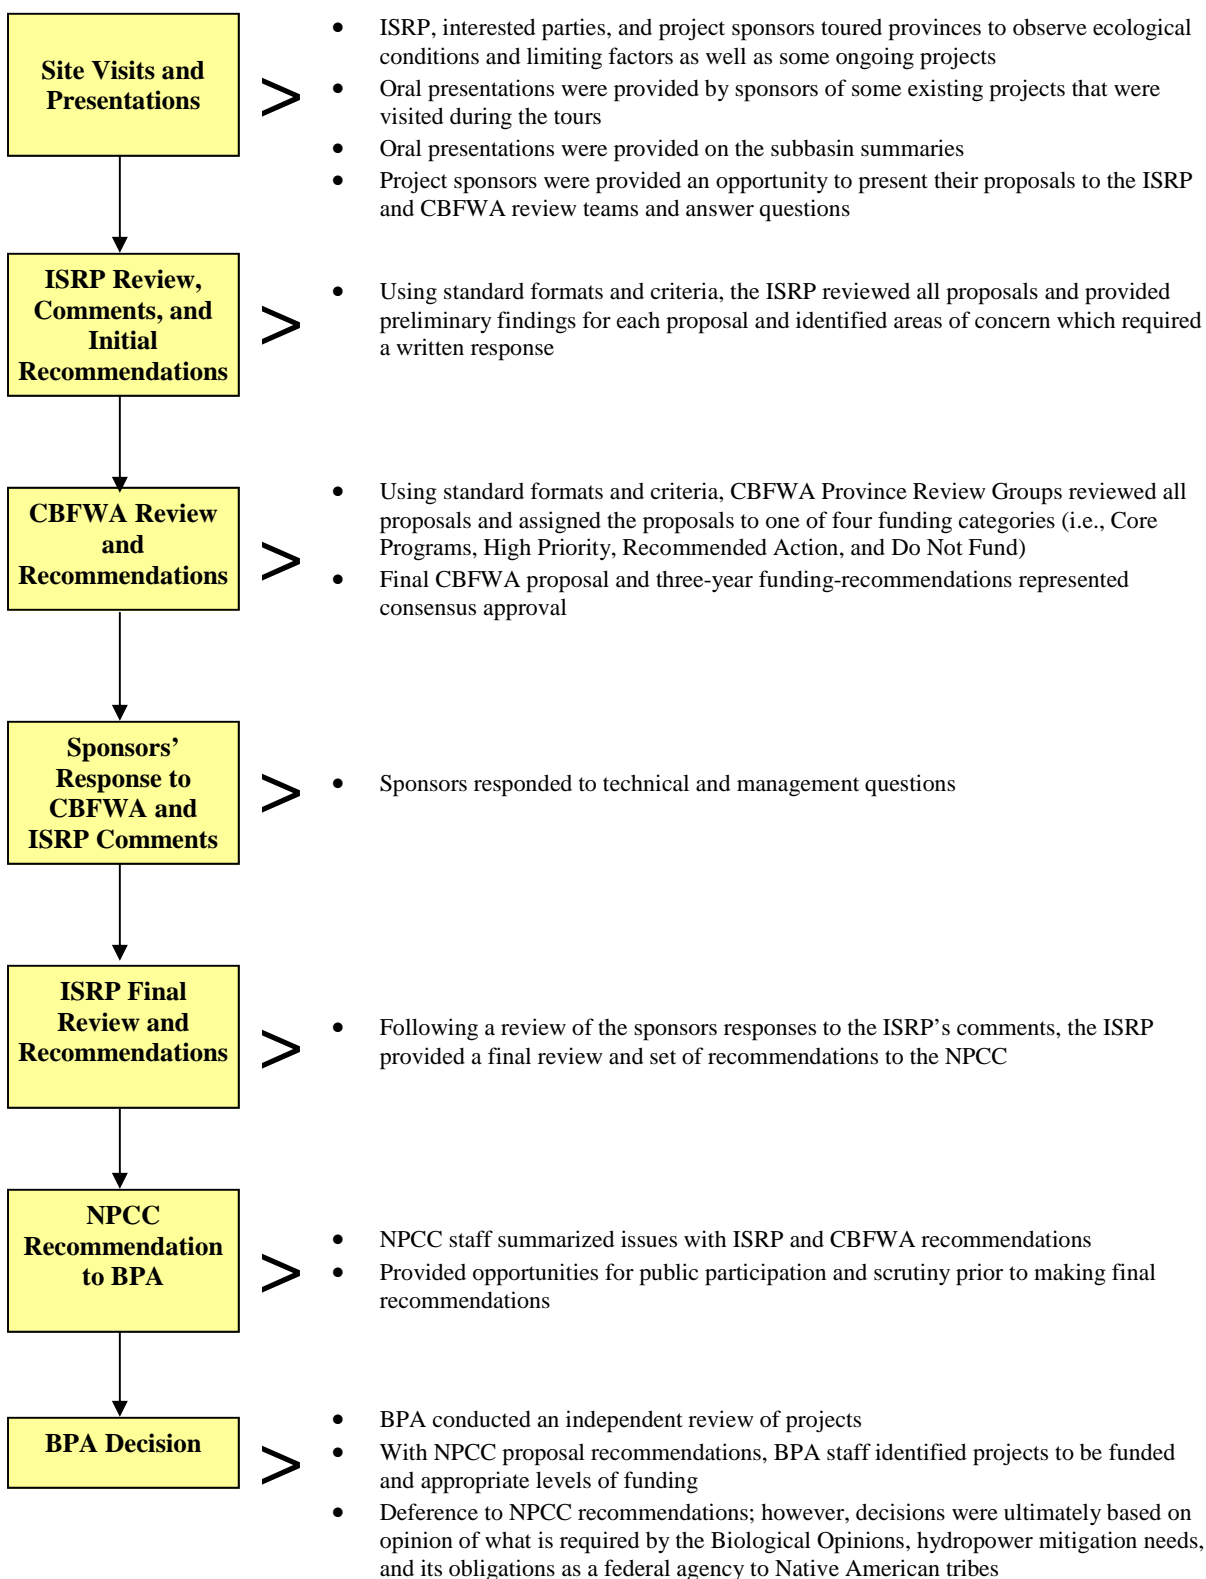 Site Visits and
Presentations
>
• ISRP, interested parties, and project sponsors toured provinces to observe ecological
conditions and limiting factors as well as some ongoing projects
• Oral presentations were provided by sponsors of some existing projects that were
visited during the tours
• Oral presentations were provided on the subbasin summaries
• Project sponsors were provided an opportunity to present their proposals to the ISRP
and CBFWA review teams and answer questions
ISRP Review,
Comments, and
Initial
Recommendations
>
• Using standard formats and criteria, the ISRP reviewed all proposals and provided
preliminary findings for each proposal and identified areas of concern which required
a written response
CBFWA Review
and
Recommendations
>
• Using standard formats and criteria, CBFWA Province Review Groups reviewed all
proposals and assigned the proposals to one of four funding categories (i.e., Core
Programs, High Priority, Recommended Action, and Do Not Fund)
• Final CBFWA proposal and three-year funding-recommendations represented
consensus approval
Sponsors’
Response to
CBFWA and
ISRP Comments
>
• Sponsors responded to technical and management questions
ISRP Final
Review and
Recommendations
>
• Following a review of the sponsors responses to the ISRP’s comments, the ISRP
provided a final review and set of recommendations to the NPCC
NPCC
Recommendation
to BPA
>
• NPCC staff summarized issues with ISRP and CBFWA recommendations
• Provided opportunities for public participation and scrutiny prior to making final
recommendations
BPA Decision
>
• BPA conducted an independent review of projects
• With NPCC proposal recommendations, BPA staff identified projects to be funded
and appropriate levels of funding
• Deference to NPCC recommendations; however, decisions were ultimately based on
opinion of what is required by the Biological Opinions, hydropower mitigation needs,
and its obligations as a federal agency to Native American tribes